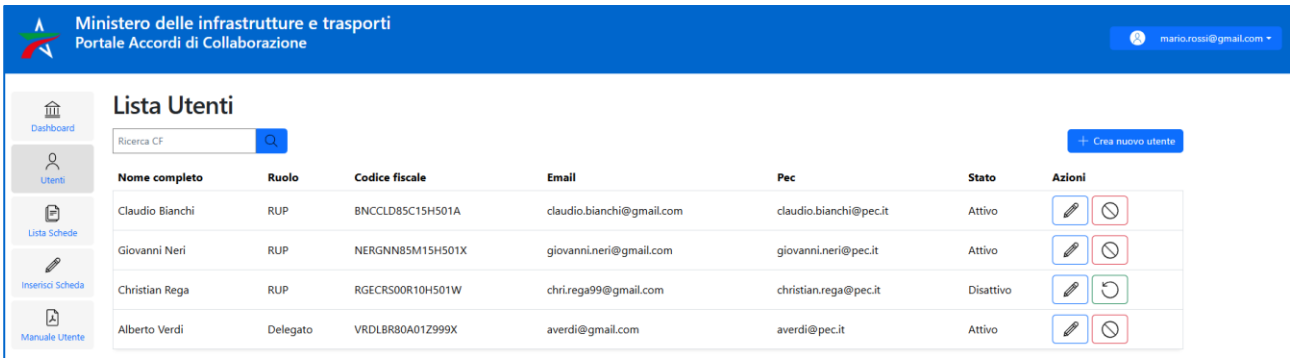 Ministero delle infrastrutture e trasporti
Portale Accordi di Collaborazione
mario.rossi@gmail.com
Dashboard
Utenti
Lista Schede
Inserisci Scheda
Manuale Utente
Lista Utenti
Ricerca CF
+ Crea nuovo utente
Nome completo Ruolo Codice fiscale Email Pec Stato Azioni
Claudio Bianchi RUP BNCCLD85C15H501A claudio.bianchi@gmail.com claudio.bianchi@pec.it Attivo
Giovanni Neri RUP NERGNN85M15H501X giovanni.neri@gmail.com giovanni.neri@pec.it Attivo
Christian Rega RUP RGECRS00R10H501W chri.rega99@gmail.com christian.rega@pec.it Disattivo
Alberto Verdi Delegato VRDLBR80A01Z999X averdi@gmail.com averdi@pec.it Attivo